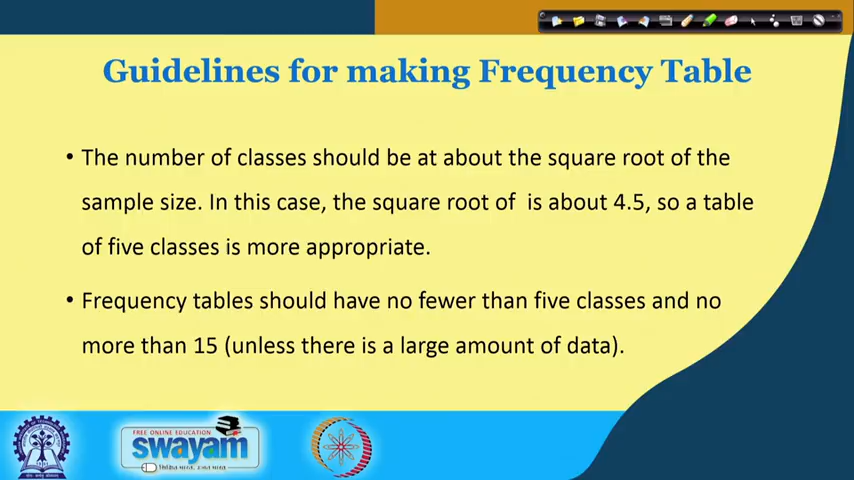 Guidelines for making Frequency Table
• The number of classes should be at about the square root of the
sample size. In this case, the square root of is about 4.5, so a table
of five classes is more appropriate.
• Frequency tables should have no fewer than five classes and no
more than 15 (unless there is a large amount of data).
FREE ONLINE EDUCATION
swayam